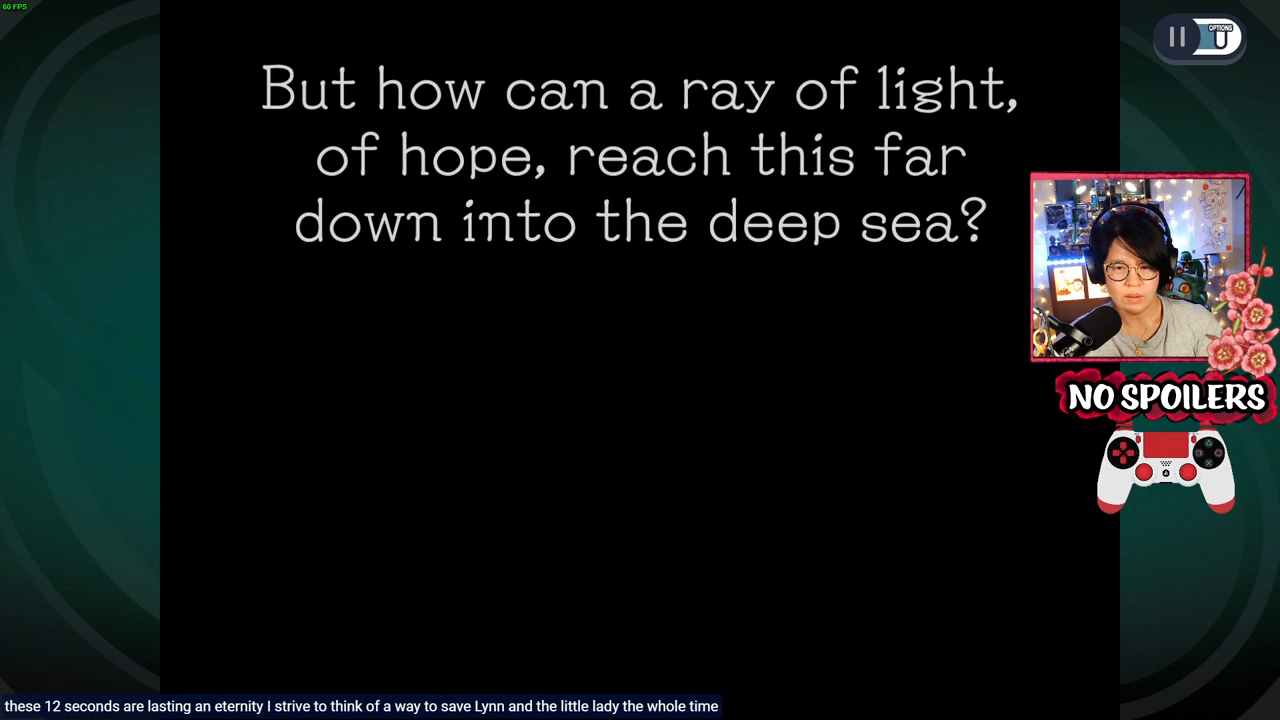 60 FPS
OPTIONS
But how can a ray of light,
of hope, reach this far
down into the deep sea?
NO SPOILERS
these 12 seconds are lasting an eternity I strive to think of a way to save Lynn and the little lady the whole time